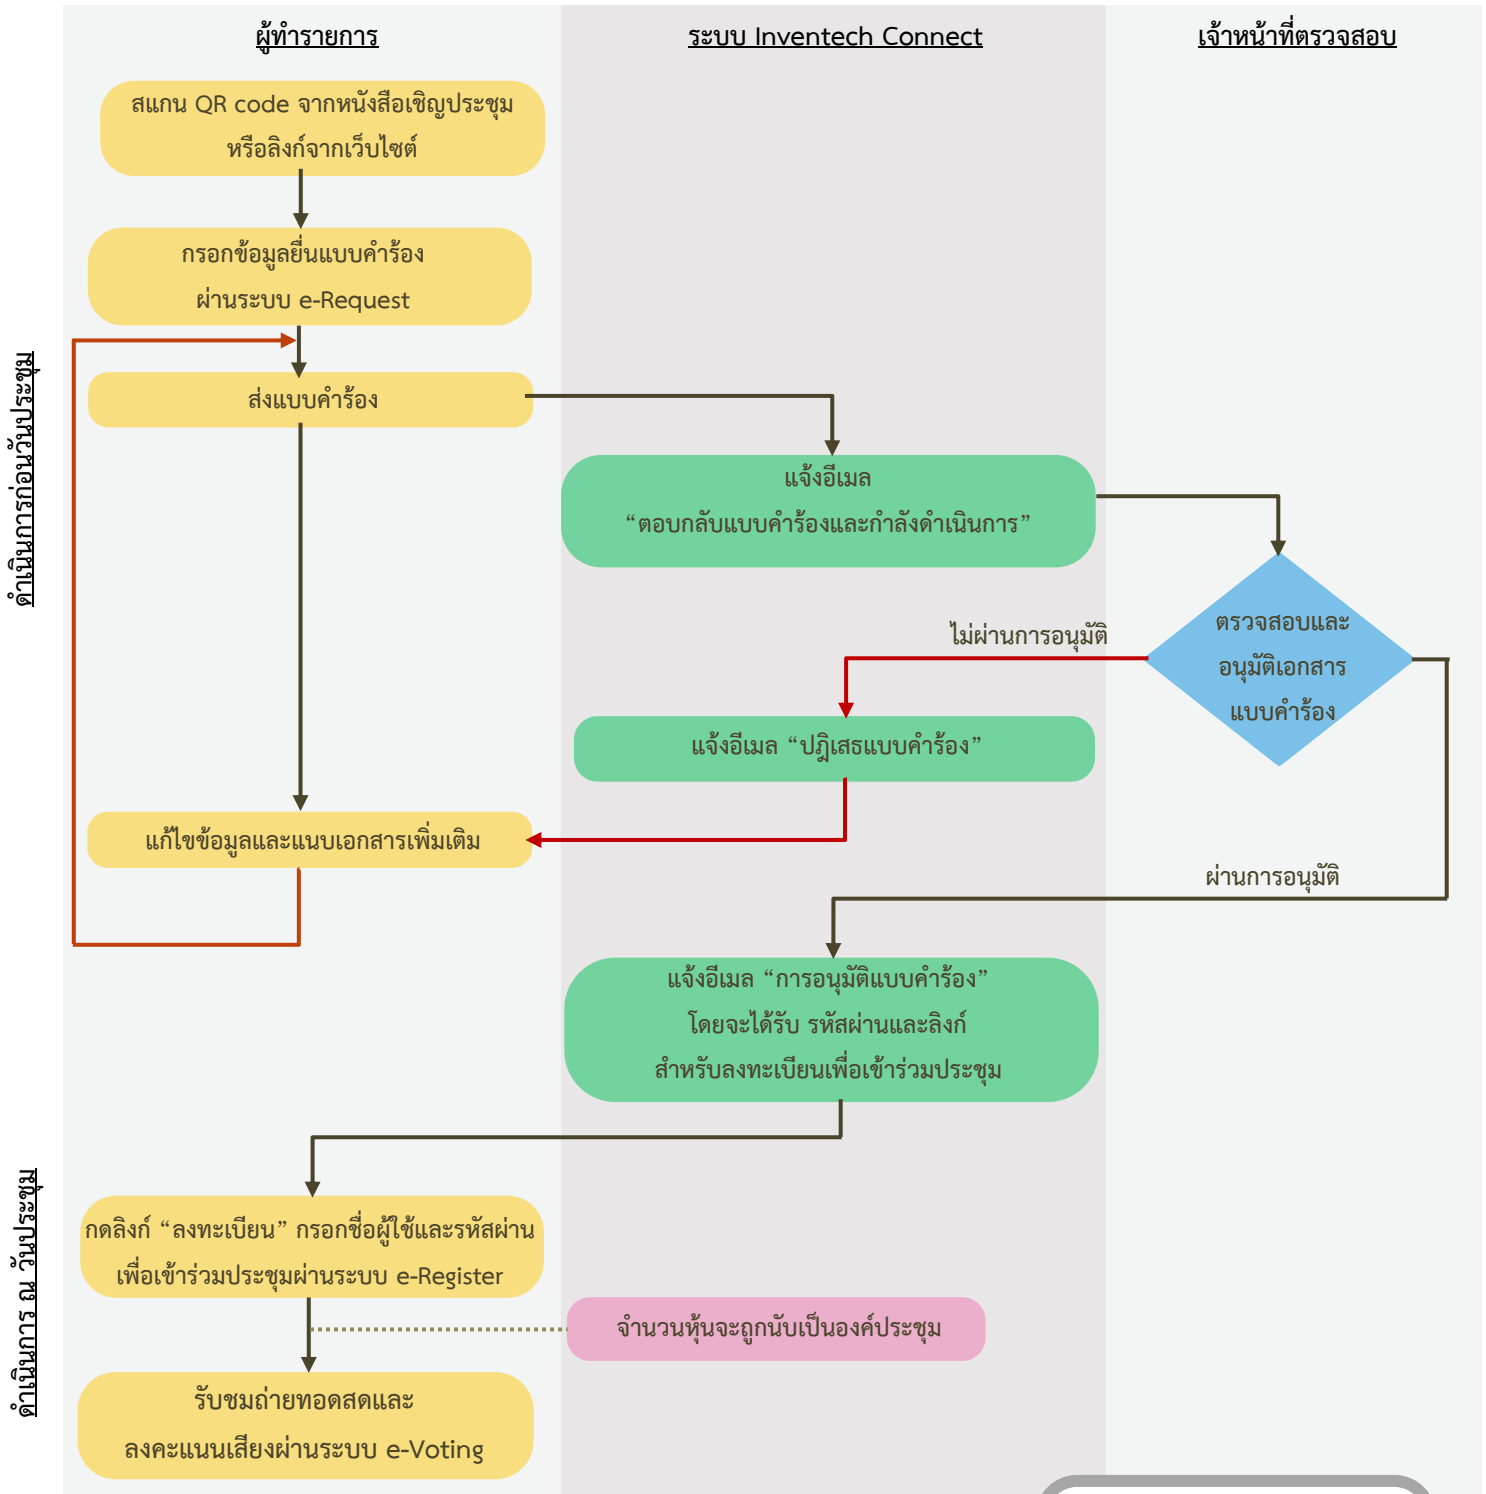 ผู้ทำรายการ
ระบบ Inventech Connect
เจ้าหน้าที่ตรวจสอบ
สแกน QR code จากหนังสือเชิญประชุม
หรือลิงก์จากเว็บไซต์
กรอกข้อมูลยื่นแบบคำร้อง
ผ่านระบบ e-Request
ดำเนินการก่อนวันประชุม
ส่งแบบคำร้อง
แจ้งอีเมล
“ตอบกลับแบบคำร้องและกำลังดำเนินการ”
ตรวจสอบและ
อนุมัติเอกสาร
แบบคำร้อง
ไม่ผ่านการอนุมัติ
แจ้งอีเมล “ปฎิเสธแบบคำร้อง”
แก้ไขข้อมูลและแนบเอกสารเพิ่มเติม
ผ่านการอนุมัติ
แจ้งอีเมล “การอนุมัติแบบคำร้อง”
โดยจะได้รับ รหัสผ่านและลิงก์
สำหรับลงทะเบียนเพื่อเข้าร่วมประชุม
ดำเนินการ ณ วันประชุม
กดลิงก์ “ลงทะเบียน” กรอกชื่อผู้ใช้และรหัสผ่าน
เพื่อเข้าร่วมประชุมผ่านระบบ e-Register
จำนวนหุ้นจะถูกนับเป็นองค์ประชุม
รับชมถ่ายทอดสดและ
ลงคะแนนเสียงผ่านระบบ e-Voting